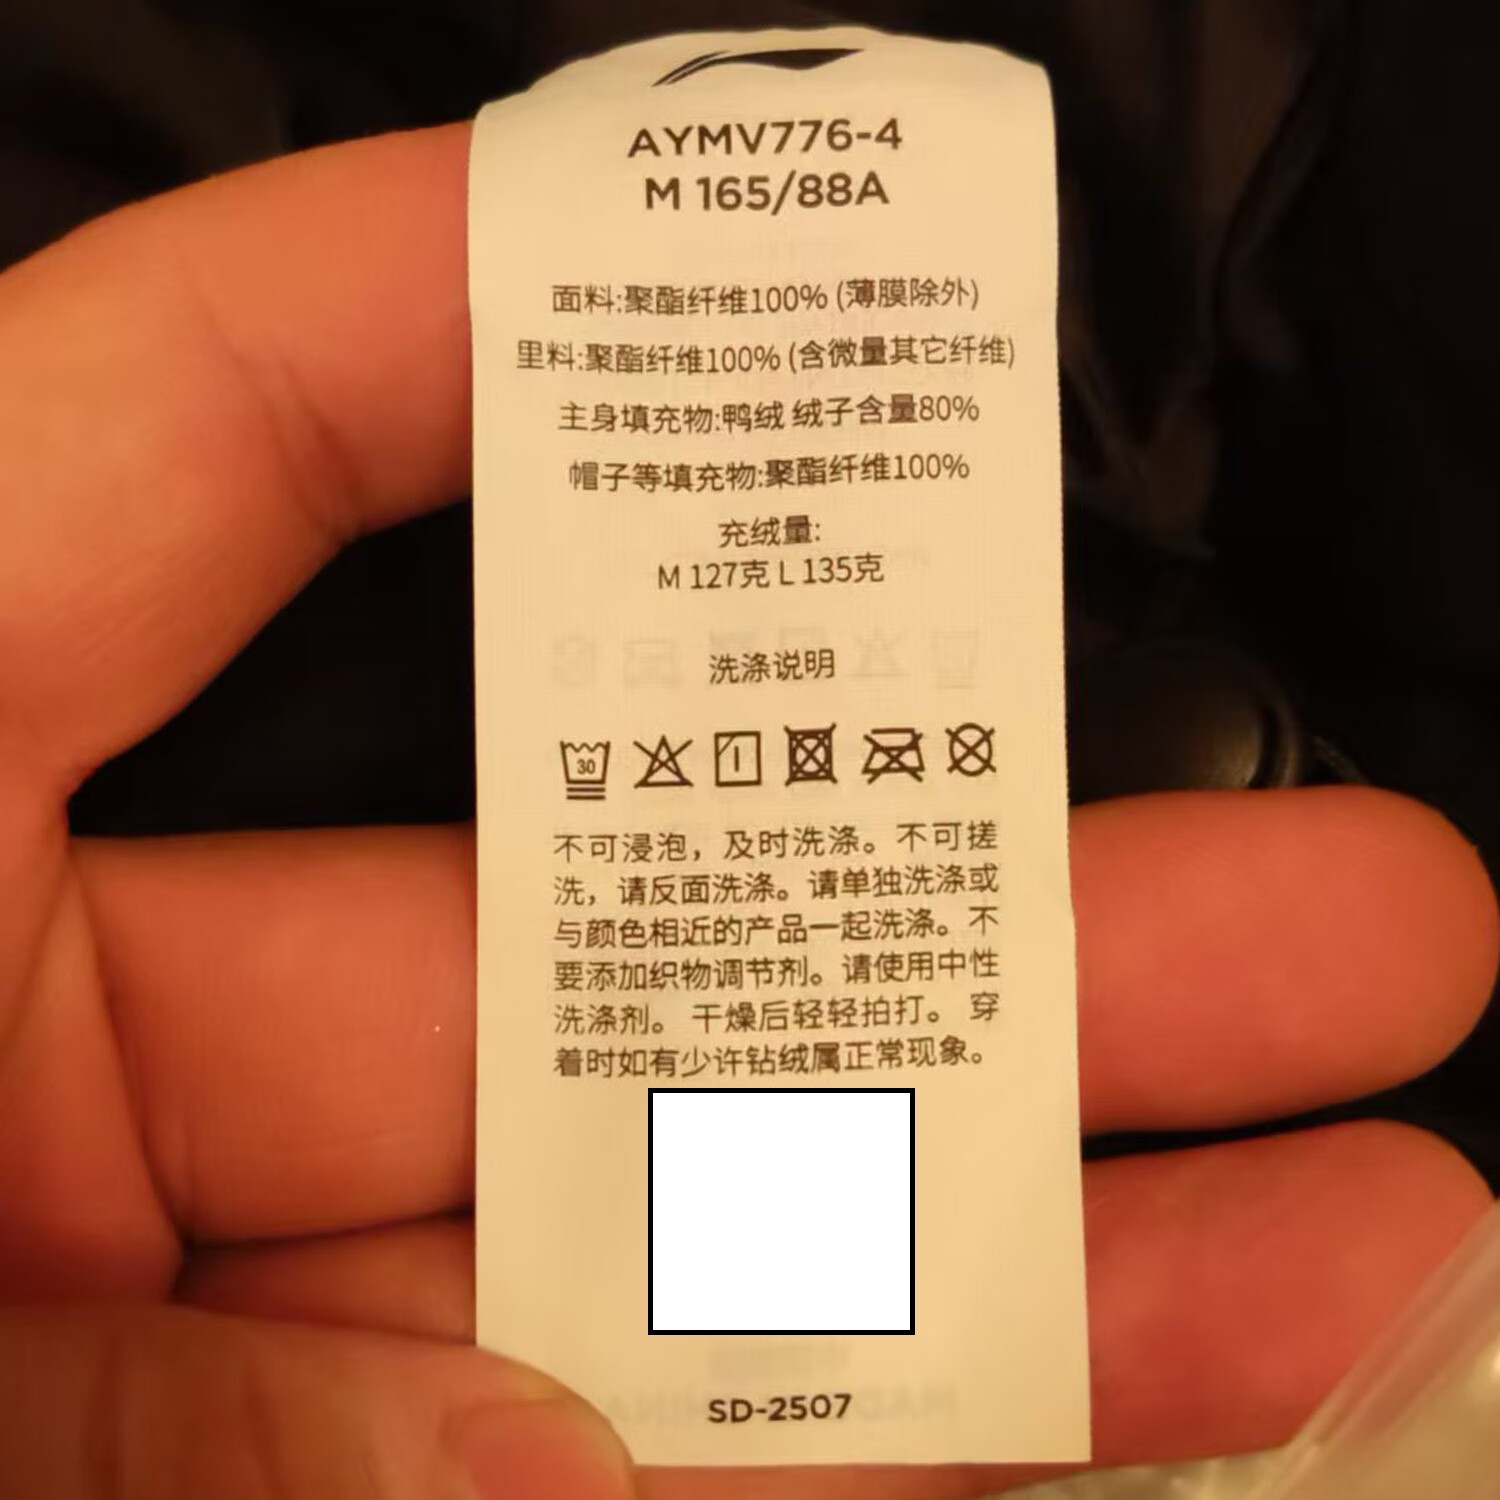 AYMV776-4
M 165/88A
面料:聚酯纤维100% (薄膜除外)
里料:聚酯纤维100% (含微量其它纤维)
主身填充物:鸭绒 绒子含量80%
帽子等填充物:聚酯纤维100%
充绒量:
M 127克 L 135克
洗涤说明
30
不可浸泡，及时洗涤。不可搓
洗，请反面洗涤。请单独洗涤或
与颜色相近的产品一起洗涤。不
要添加织物调节剂。请使用中性
洗涤剂。 干燥后轻轻拍打。 穿
着时如有少许钻绒属正常现象。
SD-2507